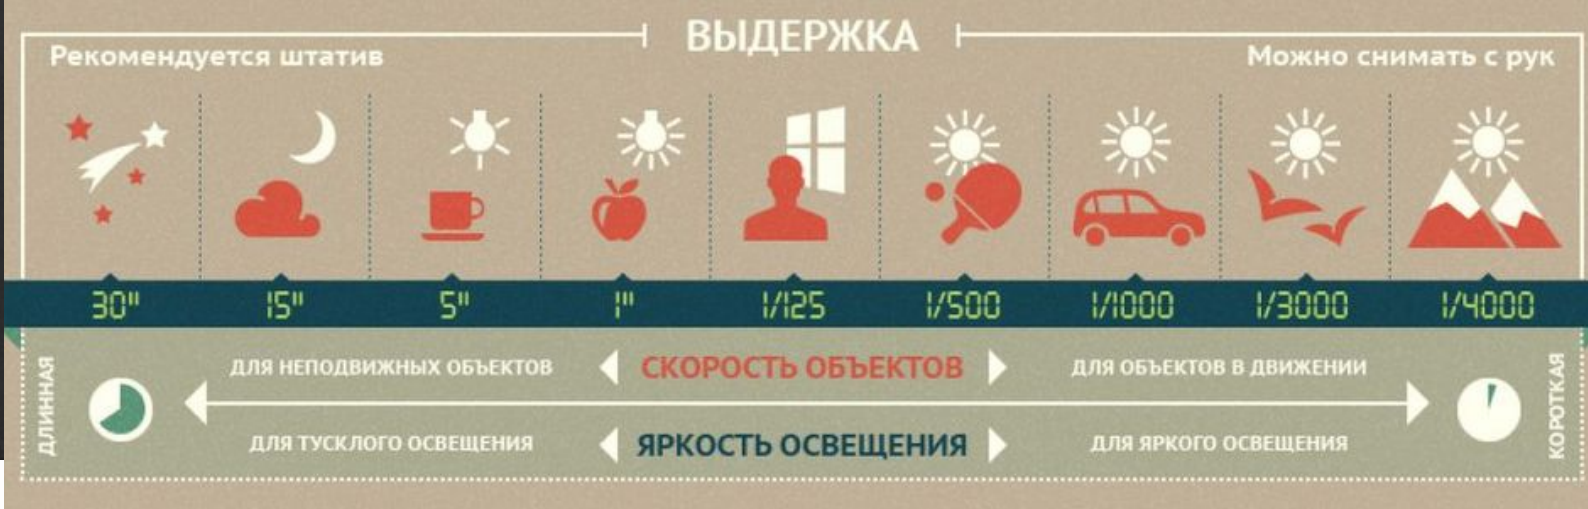 ВЫДЕРЖКА
Рекомендуется штатив
Можно снимать с рук
30" 15" 5" 1" 1/125 1/500 1/1000 1/3000 1/4000
ДЛИННАЯ
ДЛЯ НЕПОДВИЖНЫХ ОБЪЕКТОВ СКОРОСТЬ ОБЪЕКТОВ ДЛЯ ОБЪЕКТОВ В ДВИЖЕНИИ
ДЛЯ ТУСКЛОГО ОСВЕЩЕНИЯ ЯРКОСТЬ ОСВЕЩЕНИЯ ДЛЯ ЯРКОГО ОСВЕЩЕНИЯ
КОРОТКАЯ